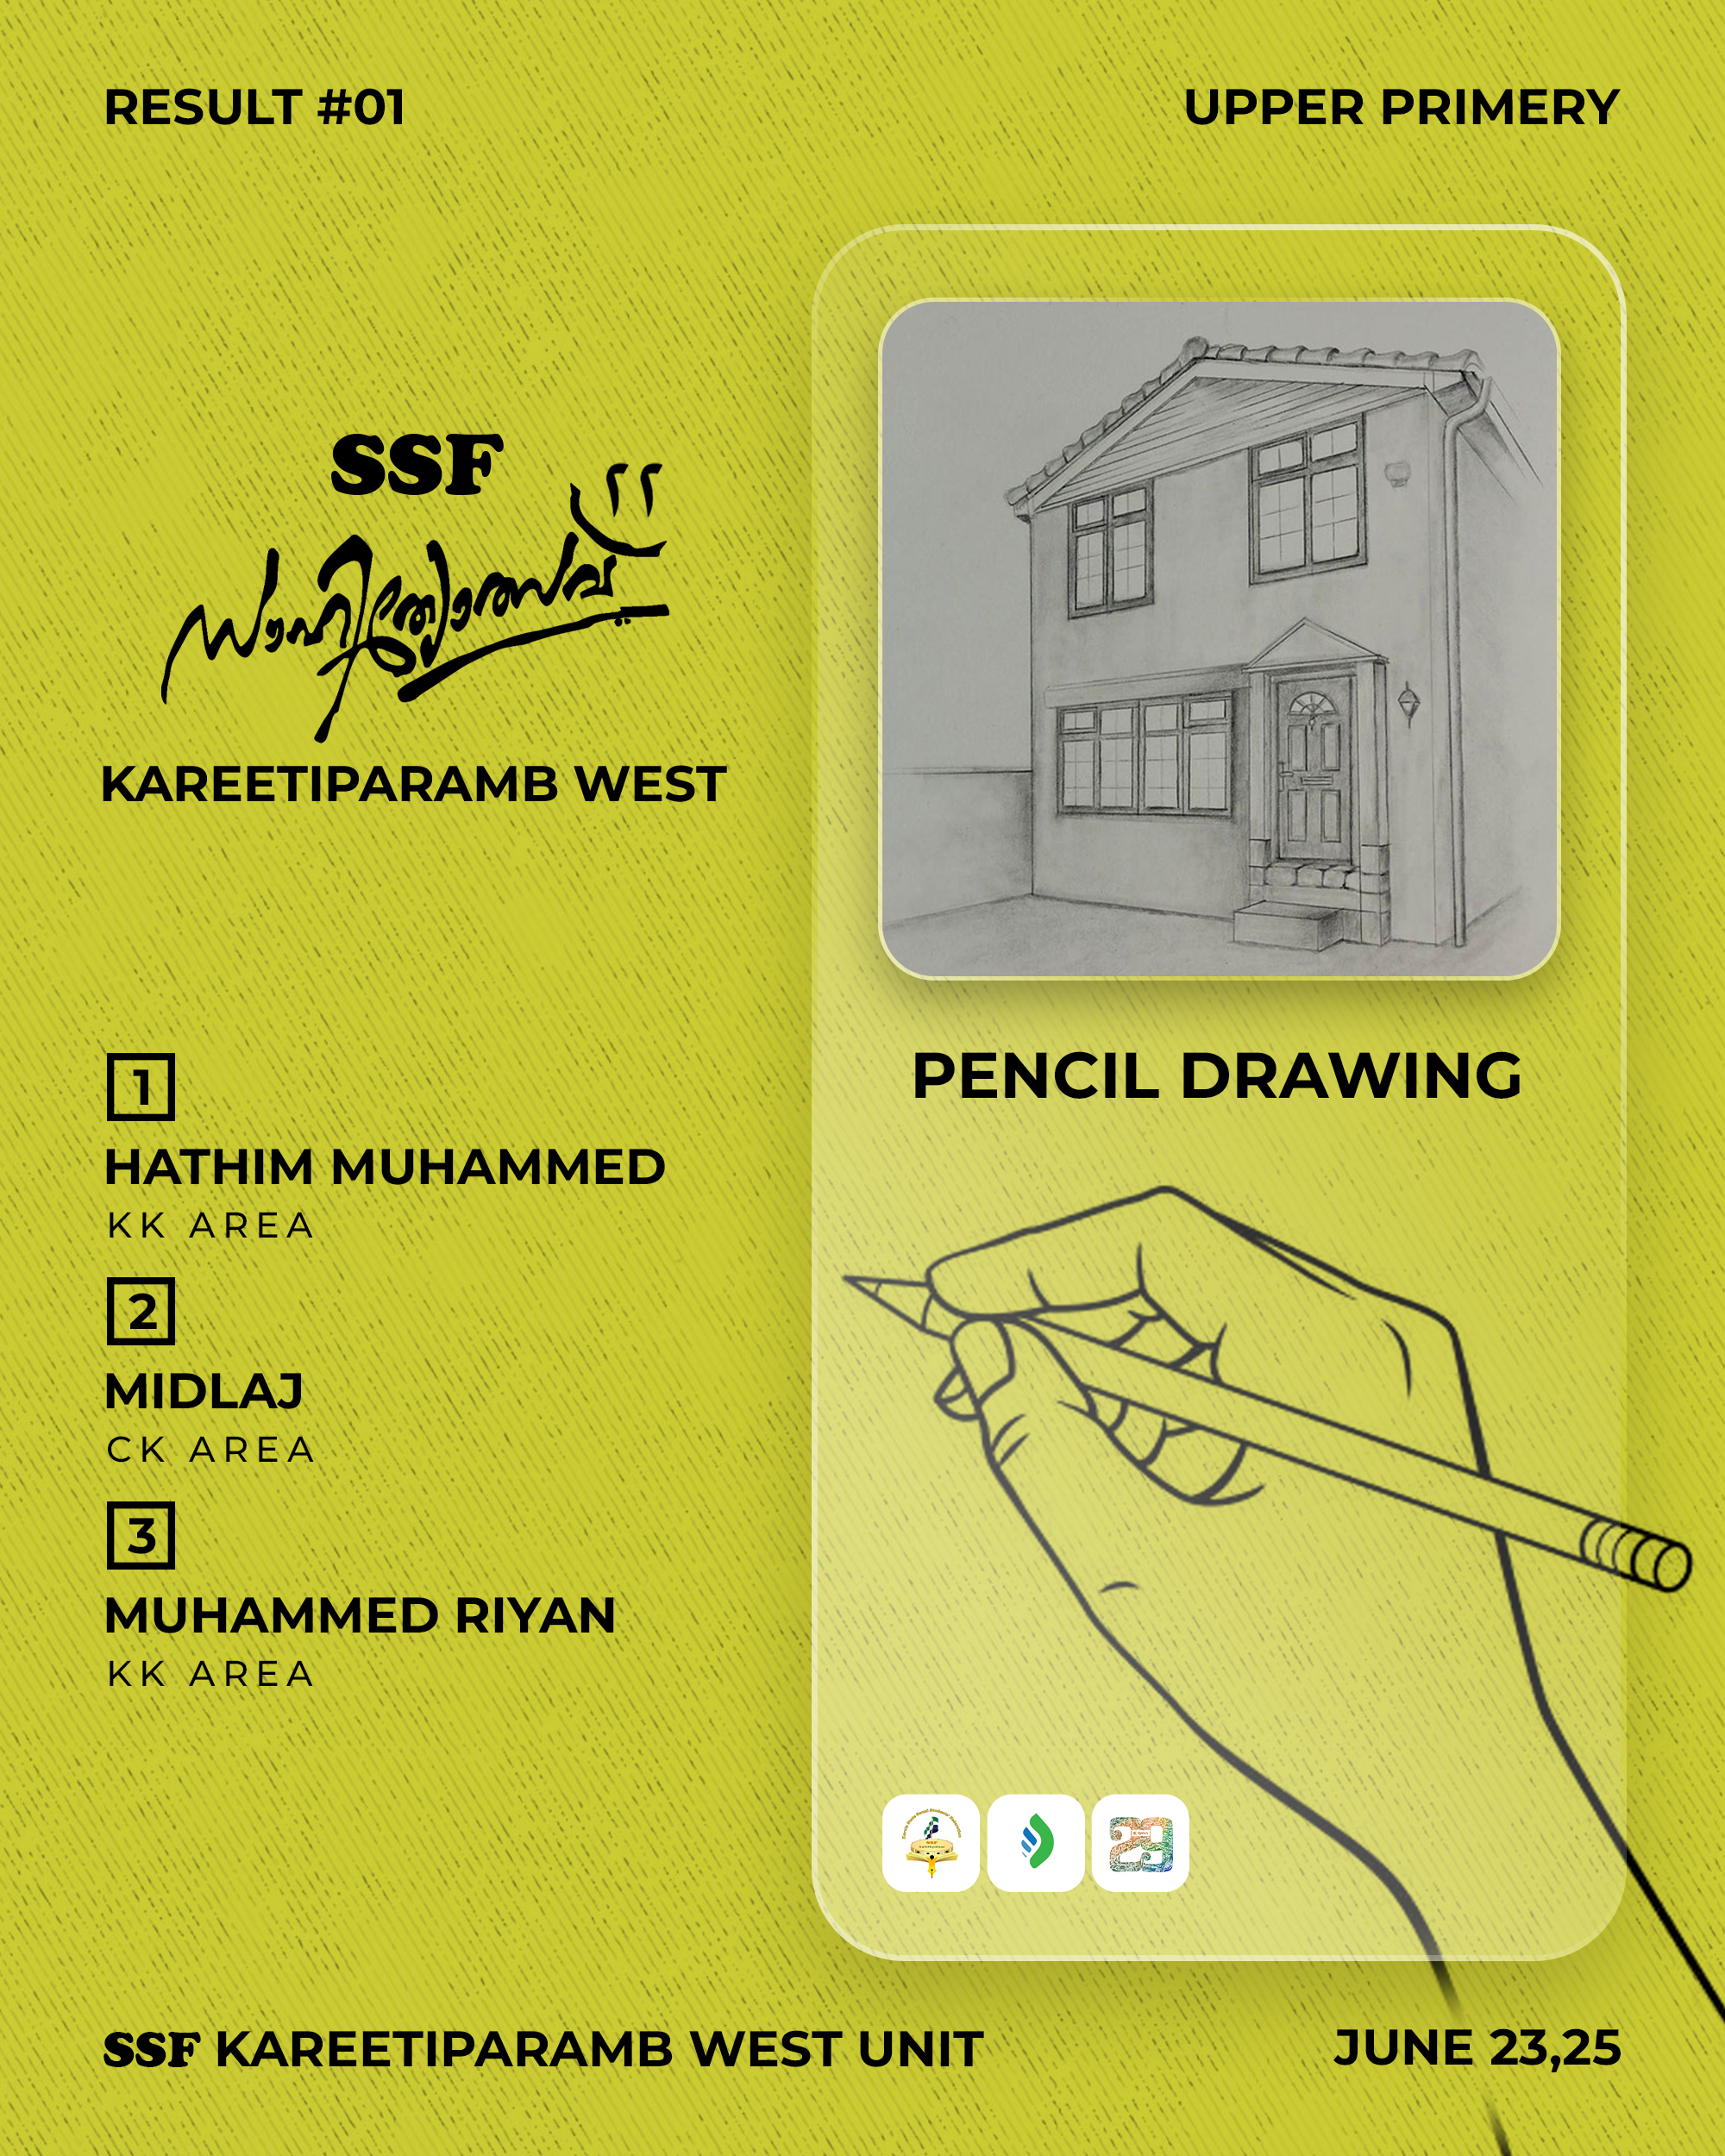 RESULT #01
UPPER PRIMERY
SSF
സാഹിത്യോത്സവ്
KAREETIPARAMB WEST
PENCIL DRAWING
1
HATHIM MUHAMMED
KK AREA
2
MIDLAJ
CK AREA
3
MUHAMMED RIYAN
KK AREA
29
SSF KAREETIPARAMB WEST UNIT
JUNE 23,25